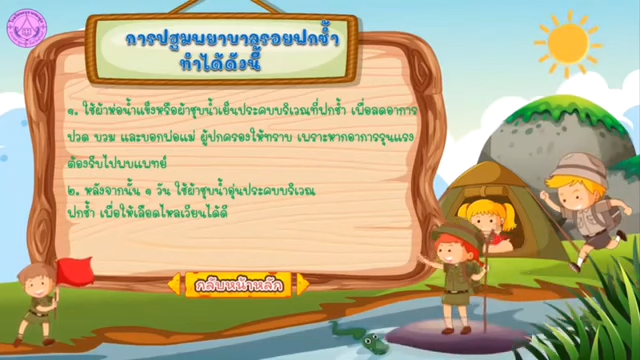 การปฐมพยาบาลรอยฟกช้ำ
ทำได้ดังนี้
๑. ใช้ผ้าห่อน้ำแข็งหรือผ้าชุบน้ำเย็นประคบบริเวณที่ฟกช้ำ เพื่อลดอาการ
ปวด บวม และบอกพ่อแม่ ผู้ปกครองให้ทราบ เพราะหากอาการรุนแรง
ต้องรีบไปพบแพทย์
๒. หลังจากนั้น ๑ วัน ใช้ผ้าชุบน้ำอุ่นประคบบริเวณ
ฟกช้ำ เพื่อให้เลือดไหลเวียนได้ดี
กลับหน้าหลัก